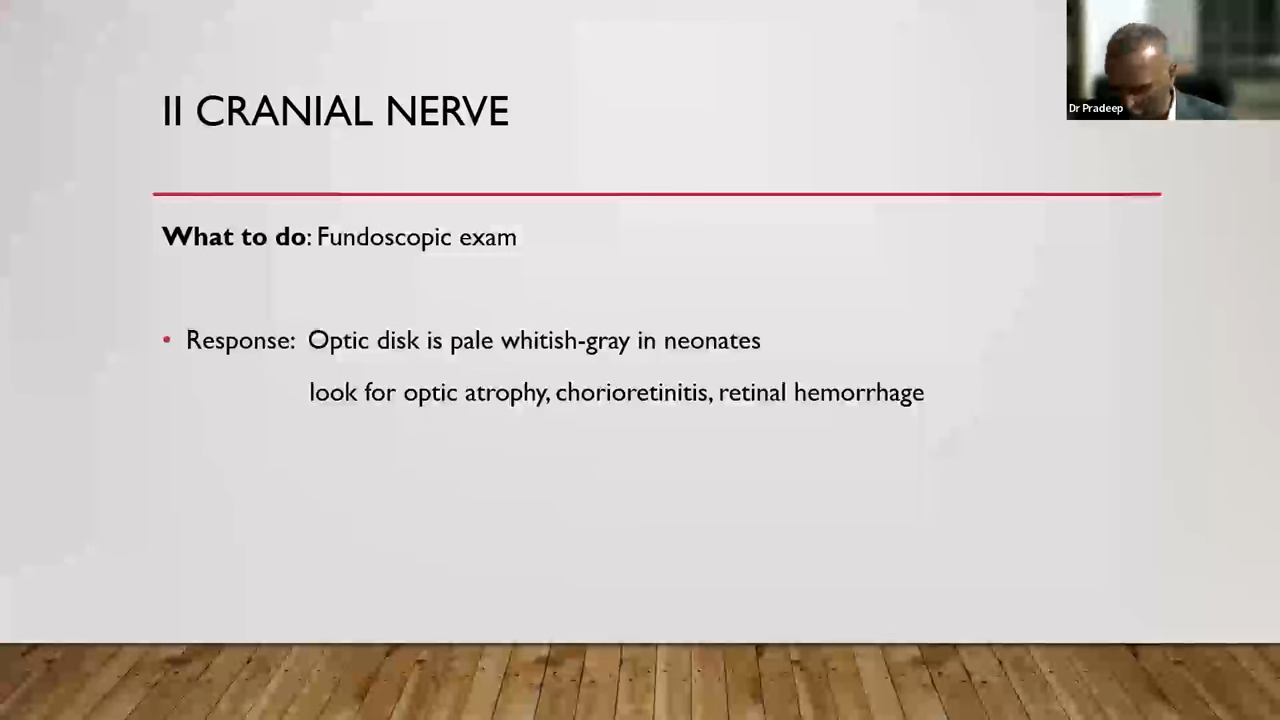 II CRANIAL NERVE
Dr Pradeep
What to do: Fundoscopic exam
• Response: Optic disk is pale whitish-gray in neonates
look for optic atrophy, chorioretinitis, retinal hemorrhage